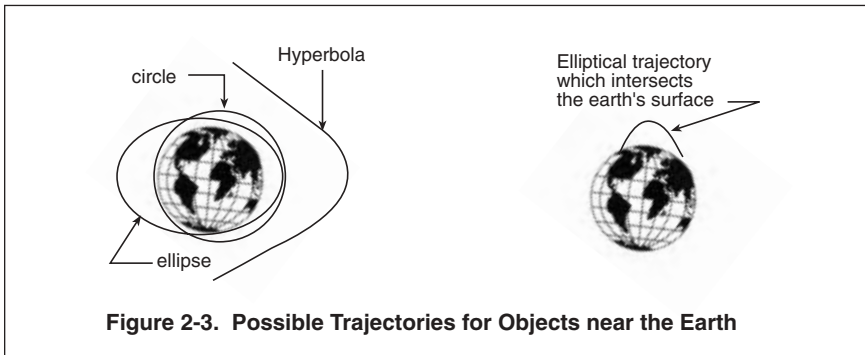 Hyperbola
circle
ellipse
Elliptical trajectory
which intersects
the earth's surface
Figure 2-3.  Possible Trajectories for Objects near the Earth